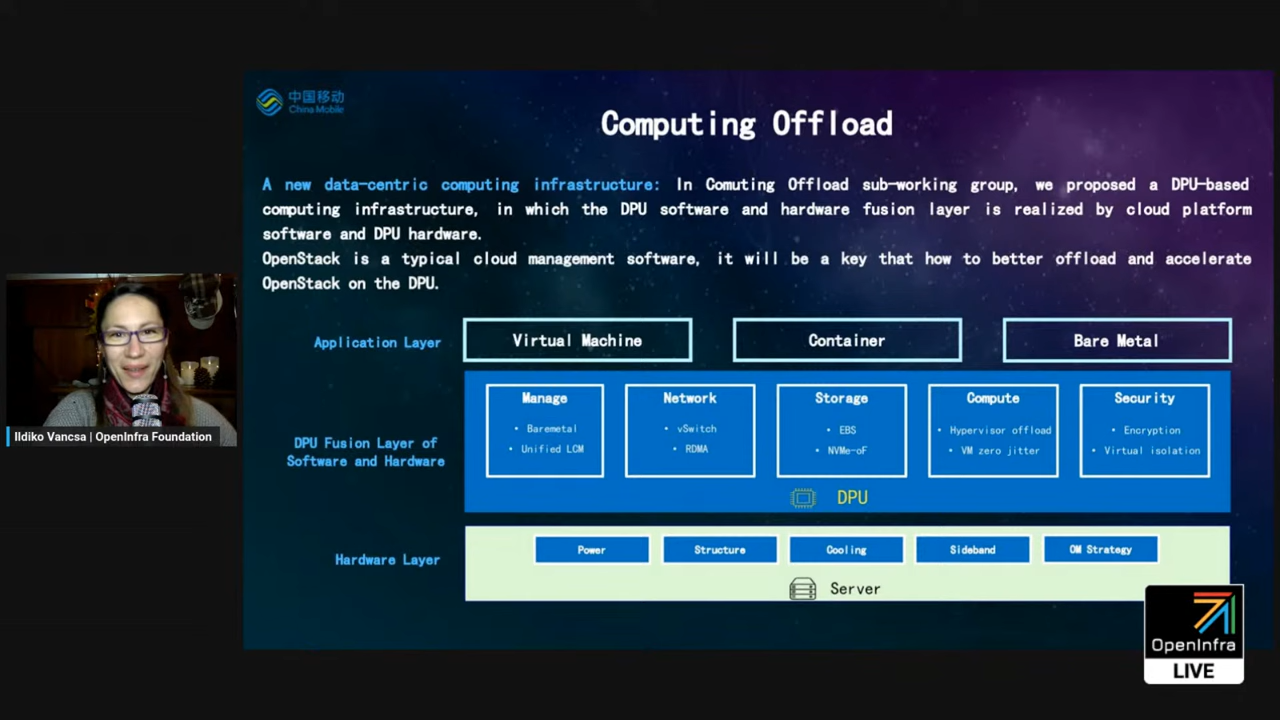 中国移动
China Mobile
Computing Offload
A new data-centric computing infrastructure: In Comuting Offload sub-working group, we proposed a DPU-based
computing infrastructure, in which the DPU software and hardware fusion layer is realized by cloud platform
software and DPU hardware.
OpenStack is a typical cloud management software, it will be a key that how to better offload and accelerate
OpenStack on the DPU.
Application Layer
Virtual Machine
Container
Bare Metal
DPU Fusion Layer of
Software and Hardware
Manage
• Baremetal
• Unified LCM
Network
• vSwitch
• RDMA
Storage
• EBS
• NVMe-oF
Compute
• Hypervisor offload
• VM zero jitter
Security
• Encryption
• Virtual isolation
DPU
Hardware Layer
Power
Structure
Cooling
Sideband
OM Strategy
Server
Ildiko Vancsa | OpenInfra Foundation
OpenInfra
LIVE